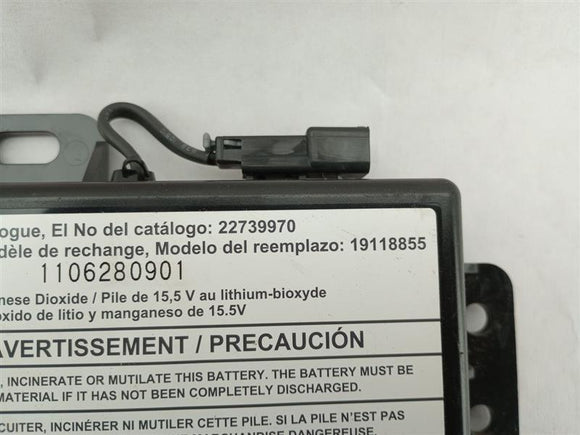 ogue, El No del catálogo: 22739970
dèle de rechange, Modelo del reemplazo: 19118855
1106280901
nese Dioxide / Pile de 15,5 V au lithium-bioxyde
oxido de litio y manganeso de 15.5V
AVERTISSEMENT / PRECAUCIÓN
, INCINERATE OR MUTILATE THIS BATTERY. THE BATTERY MUST BE
MATERIAL IF IT HAS NOT BEEN COMPLETELY DISCHARGED.
CUITER, INCINÉRER NI MUTILER CETTE PILE. SI LA PILE N'EST PAS
MARCHANDISE DANGEREUSE.